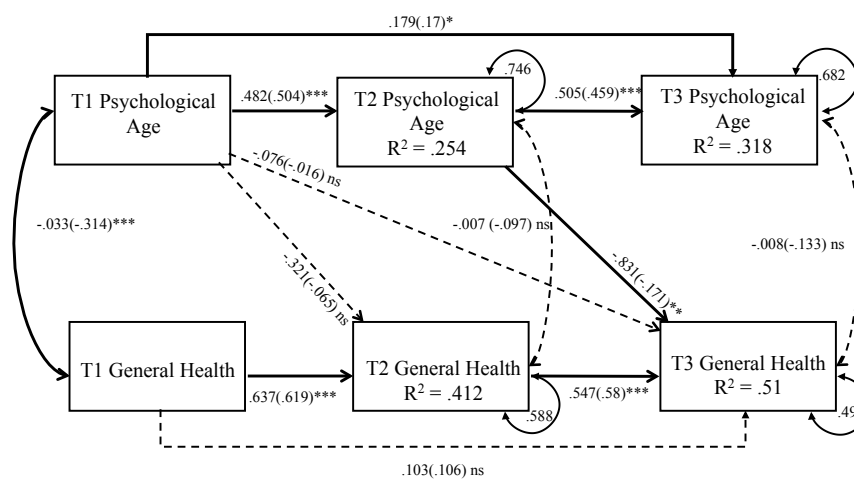 .179(.17)*
.746
.682
T1 Psychological
Age
.482(.504)***
T2 Psychological
Age
R² = .254
.505(.459)***
T3 Psychological
Age
R² = .318
-.076(-.016) ns
-.033(-.314)***
-.007 (-.097) ns
-.008(-.133) ns
-.321(-.065) ns
-.831(-.171)**
T1 General Health
T2 General Health
R² = .412
T3 General Health
R² = .51
.637(.619)***
.588
.547(.58)***
.49
.103(.106) ns